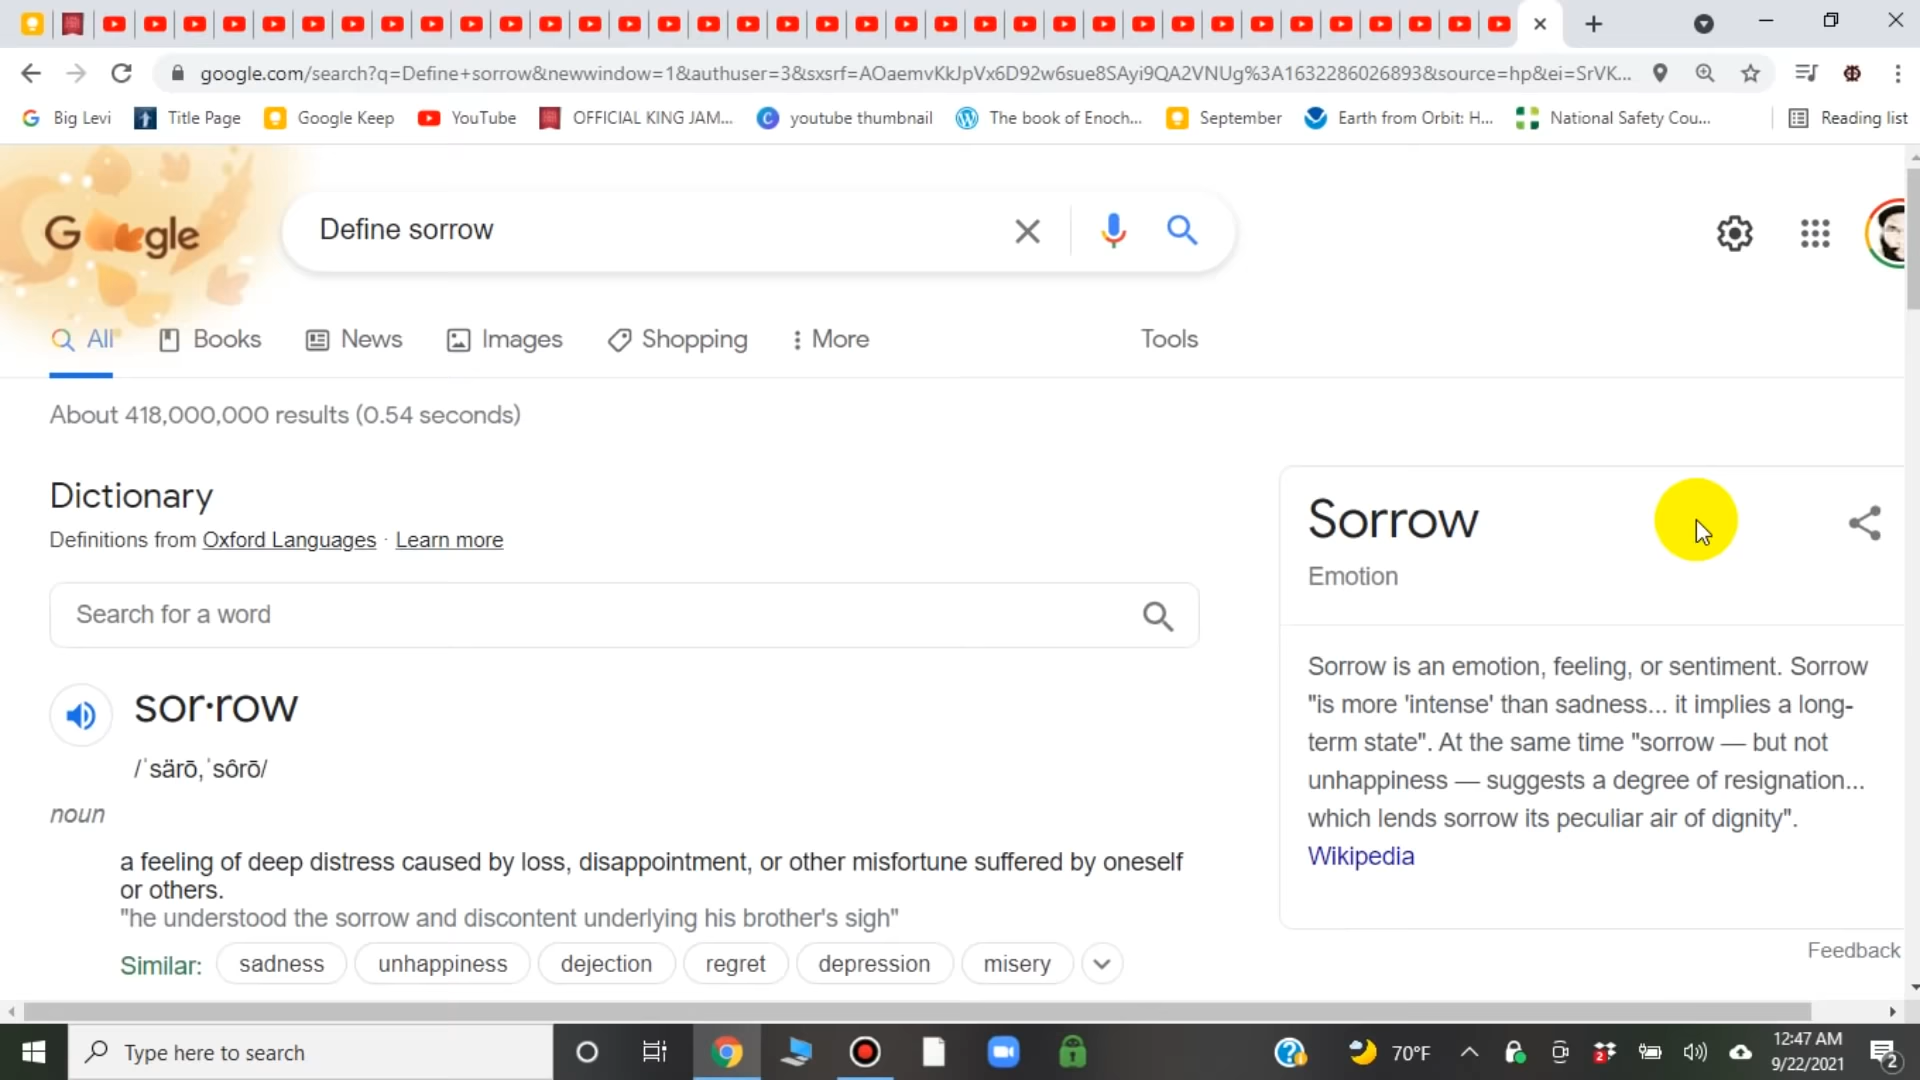 google.com/search?q=Define+sorrow&newwindow=1&authuser=3&sxsrf=AOaemvKkJpVx6D92w6sue8SAyi9QA2VNUg%3A1632286026893&source=hp&ei=SrVK...
Big Levi Title Page Google Keep YouTube OFFICIAL KING JAM... youtube thumbnail The book of Enoch... September Earth from Orbit: H... National Safety Cou... Reading list
Google
Define sorrow
All Books News Images Shopping More Tools
About 418,000,000 results (0.54 seconds)
Dictionary
Definitions from Oxford Languages · Learn more
Search for a word
sor·row
/ˈsärō,ˈsôrō/
noun
a feeling of deep distress caused by loss, disappointment, or other misfortune suffered by oneself
or others.
"he understood the sorrow and discontent underlying his brother's sigh"
Similar: sadness unhappiness dejection regret depression misery
Sorrow
Emotion
Sorrow is an emotion, feeling, or sentiment. Sorrow
"is more 'intense' than sadness... it implies a long-
term state". At the same time "sorrow — but not
unhappiness — suggests a degree of resignation...
which lends sorrow its peculiar air of dignity".
Wikipedia
Feedback
Type here to search
70°F
2
12:47 AM
9/22/2021
2